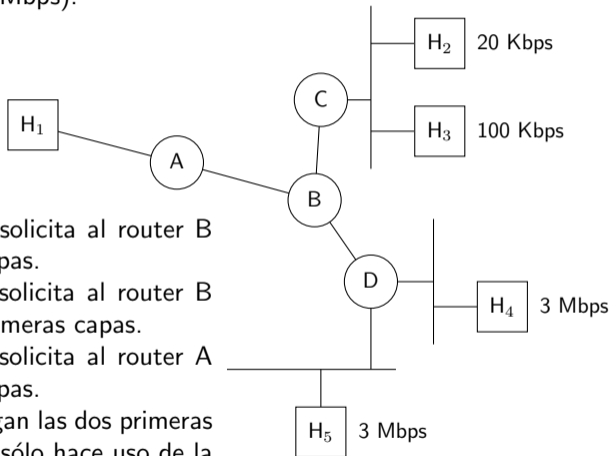 Mbps).
H₂ 20 Kbps
C
H₁
H₃ 100 Kbps
A
B
solicita al router B
pas.
D
solicita al router B
meras capas.
H₄ 3 Mbps
solicita al router A
pas.
gan las dos primeras
H₅ 3 Mbps
sólo hace uso de la